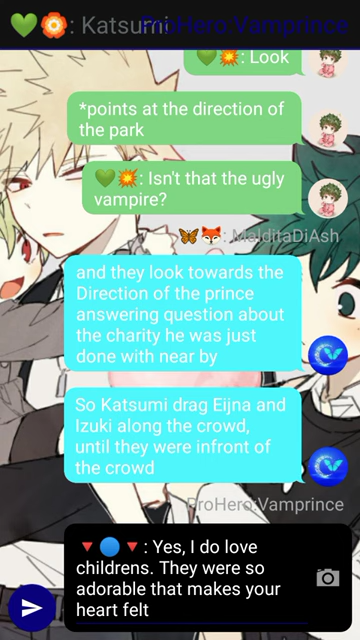 💚🏵️: Katsumi ProHero:Vamprince
💚💥: Look
*points at the direction of
the park
💚💥: Isn't that the ugly
vampire?
🦋🦊: MalditaDiAsh
and they look towards the
Direction of the prince
answering question about
the charity he was just
done with near by
So Katsumi drag Eijna and
Izuki along the crowd,
until they were infront of
the crowd
ProHero:Vamprince
🔻🔵🔻: Yes, I do love
childrens. They were so
adorable that makes your
heart felt